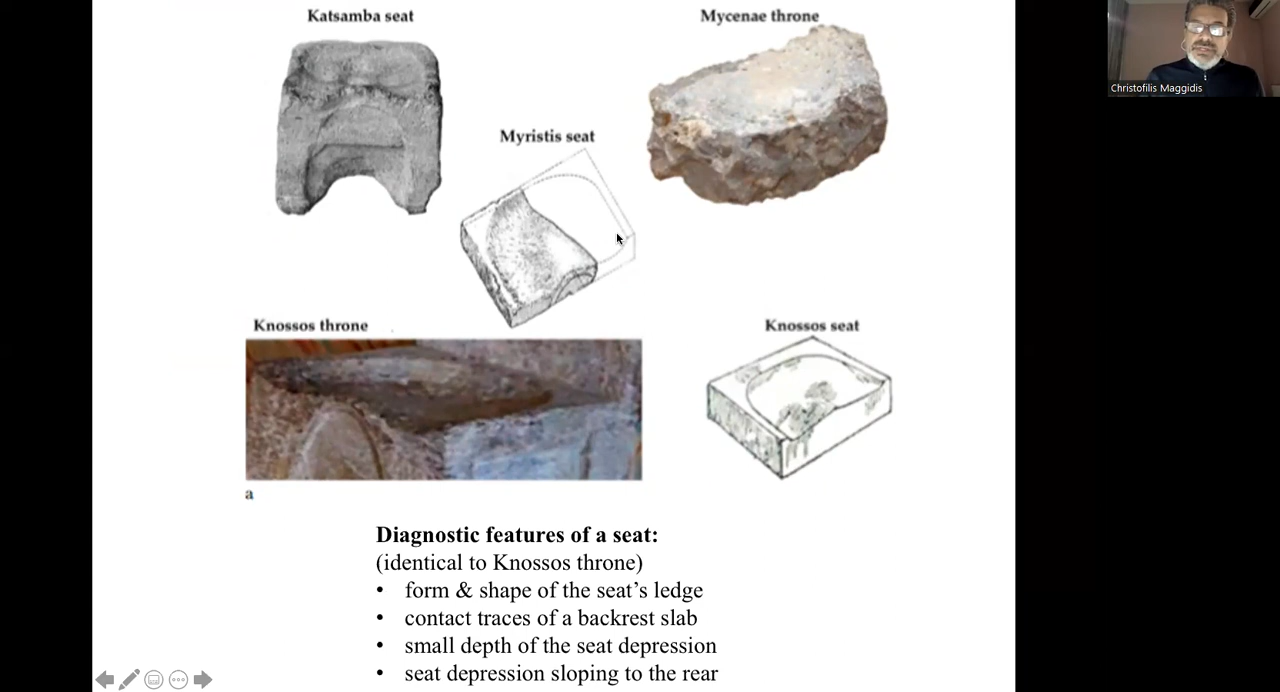 Katsamba seat
Mycenae throne
Christofilis Maggidis
Myristis seat
Knossos throne
Knossos seat
a
Diagnostic features of a seat:
(identical to Knossos throne)
• form & shape of the seat’s ledge
• contact traces of a backrest slab
• small depth of the seat depression
• seat depression sloping to the rear